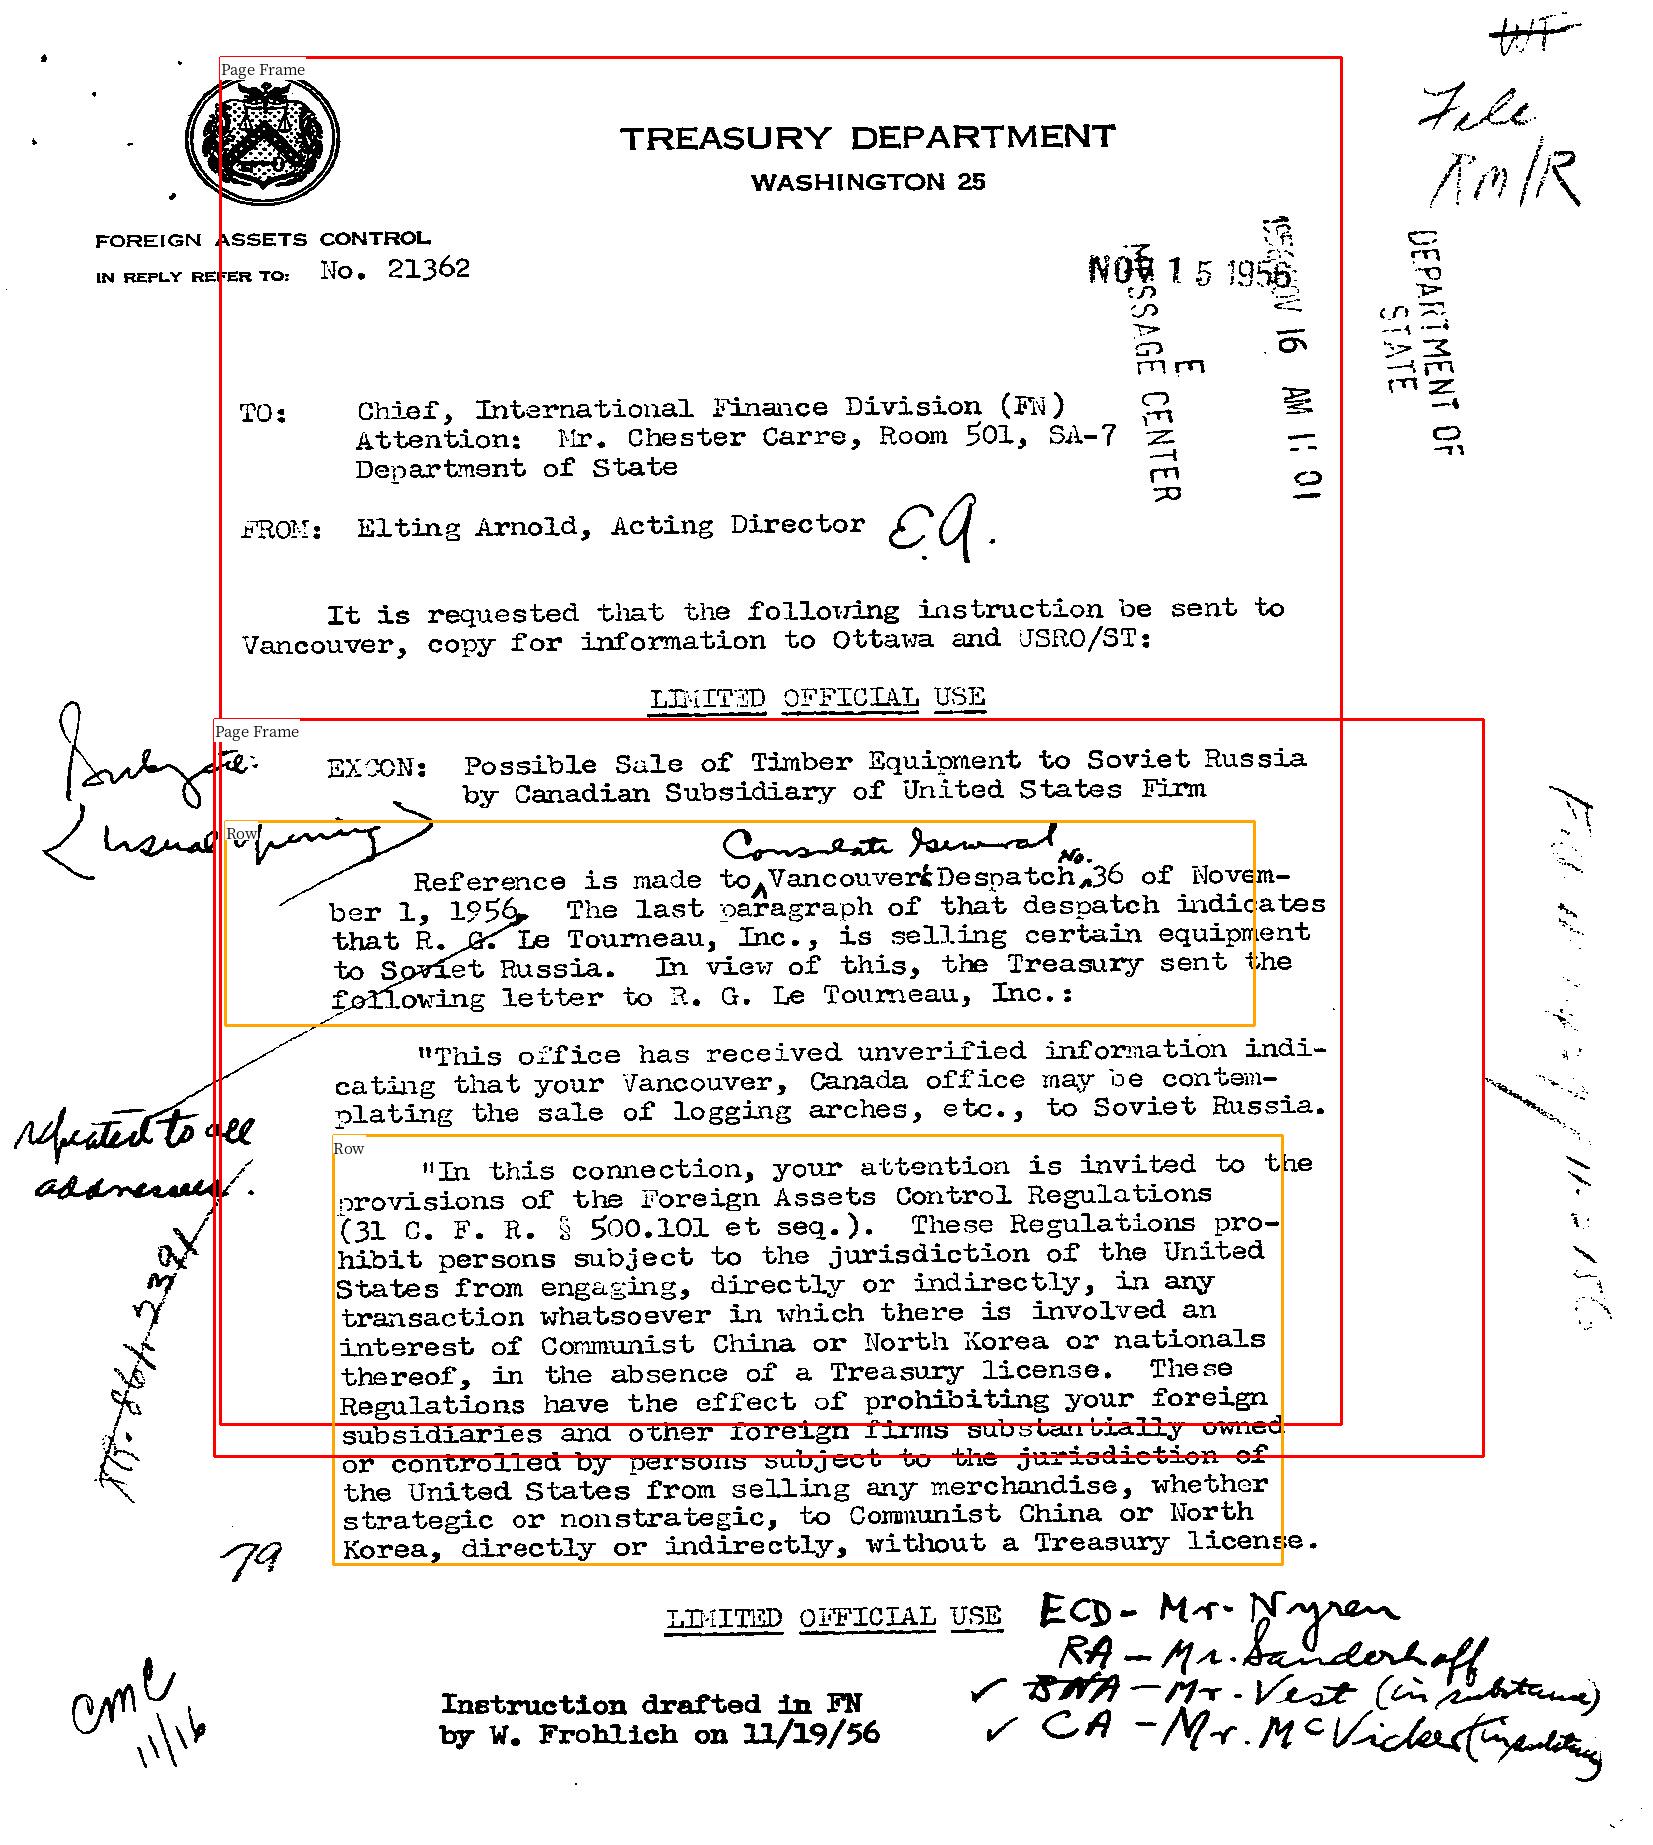 WT
File
Rm/R
Page Frame
TREASURY DEPARTMENT
WASHINGTON 25
FOREIGN ASSETS CONTROL
IN REPLY REFER TO: No. 21362
NOV 15 1956
1956 NOV 16 AM 11 01
DEPARTMENT OF
STATE
MESSAGE CENTER
E
TO: Chief, International Finance Division (FN)
Attention: Mr. Chester Carre, Room 501, SA-7
Department of State
FROM: Elting Arnold, Acting Director E.A.
It is requested that the following instruction be sent to
Vancouver, copy for information to Ottawa and USRO/ST:
LIMITED OFFICIAL USE
Page Frame
Subject: EXCON: Possible Sale of Timber Equipment to Soviet Russia
by Canadian Subsidiary of United States Firm
<usual opening>
Row
Consulate General
No.
Reference is made to Vancouver Despatch 36 of Novem-
ber 1, 1956. The last paragraph of that despatch indicates
that R. G. Le Tourneau, Inc., is selling certain equipment
to Soviet Russia. In view of this, the Treasury sent the
following letter to R. G. Le Tourneau, Inc.:
"This office has received unverified information indi-
cating that your Vancouver, Canada office may be contem-
plating the sale of logging arches, etc., to Soviet Russia.
repeated to all
addressees.
Row
"In this connection, your attention is invited to the
provisions of the Foreign Assets Control Regulations
(31 C. F. R. § 500.101 et seq.). These Regulations pro-
hibit persons subject to the jurisdiction of the United
States from engaging, directly or indirectly, in any
transaction whatsoever in which there is involved an
interest of Communist China or North Korea or nationals
thereof, in the absence of a Treasury license. These
Regulations have the effect of prohibiting your foreign
subsidiaries and other foreign firms substantially owned
or controlled by persons subject to the jurisdiction of
the United States from selling any merchandise, whether
strategic or nonstrategic, to Communist China or North
Korea, directly or indirectly, without a Treasury license.
79
LIMITED OFFICIAL USE
ECD - Mr. Nyren
RA - Mr. Sanderhoff
✓ BNA - Mr. Vest (in substance)
✓ CA - Mr. McVicker (in substance)
cmc
11/16
Instruction drafted in FN
by W. Frohlich on 11/19/56